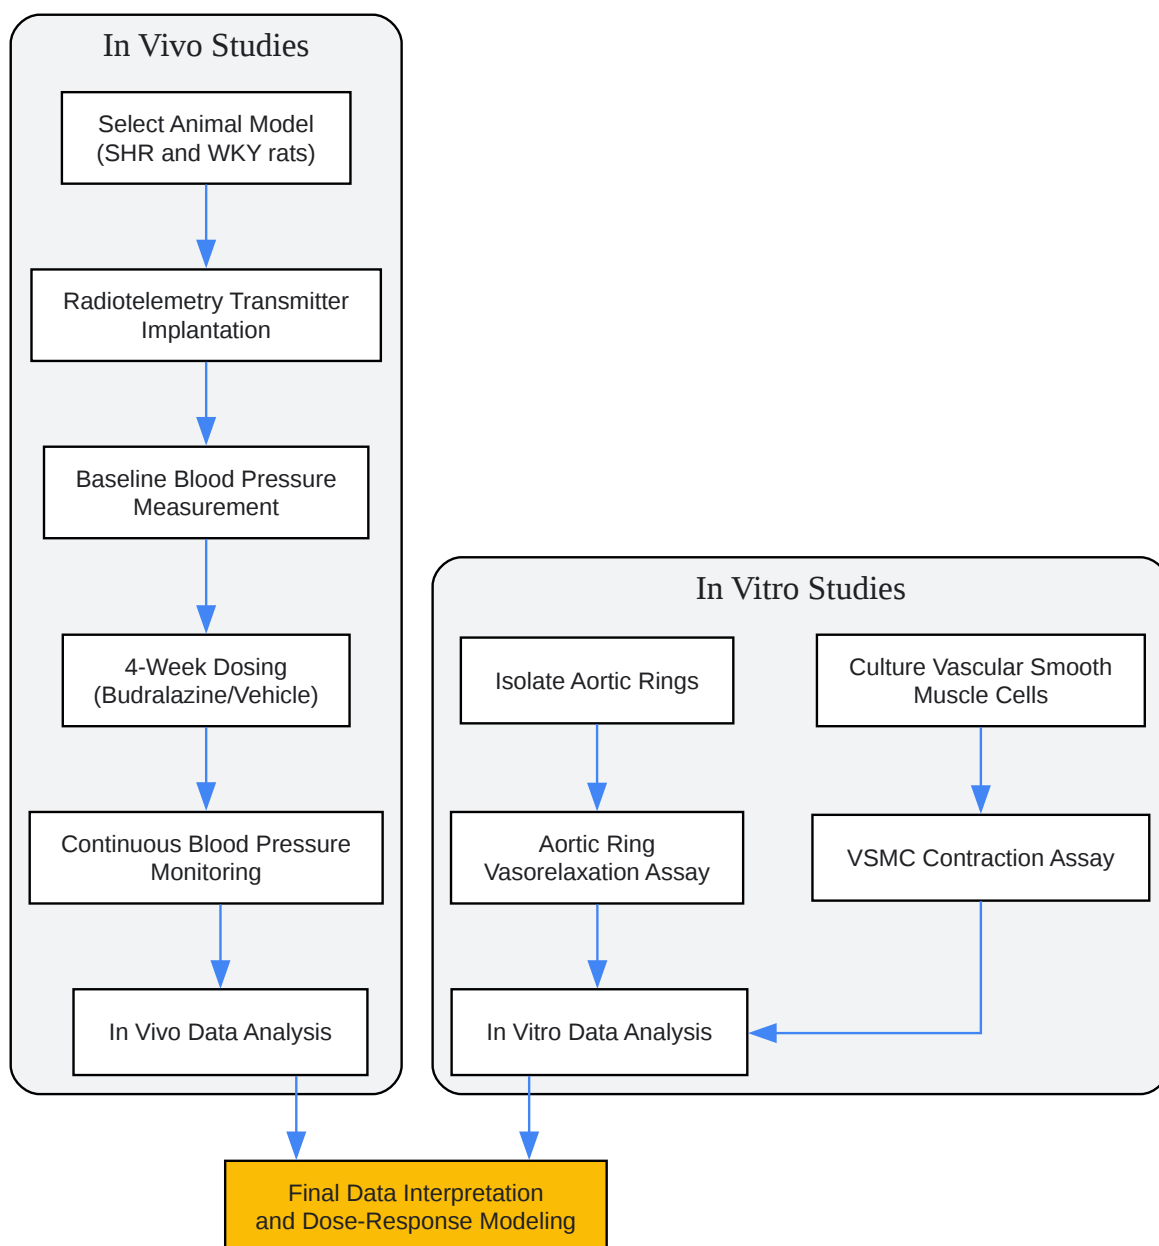 In Vivo Studies
Select Animal Model
(SHR and WKY rats)
Radiotelemetry Transmitter
Implantation
Baseline Blood Pressure
Measurement
4-Week Dosing
(Budralazine/Vehicle)
Continuous Blood Pressure
Monitoring
In Vivo Data Analysis
In Vitro Studies
Isolate Aortic Rings
Aortic Ring
Vasorelaxation Assay
In Vitro Data Analysis
Culture Vascular Smooth
Muscle Cells
VSMC Contraction Assay
Final Data Interpretation
and Dose-Response Modeling